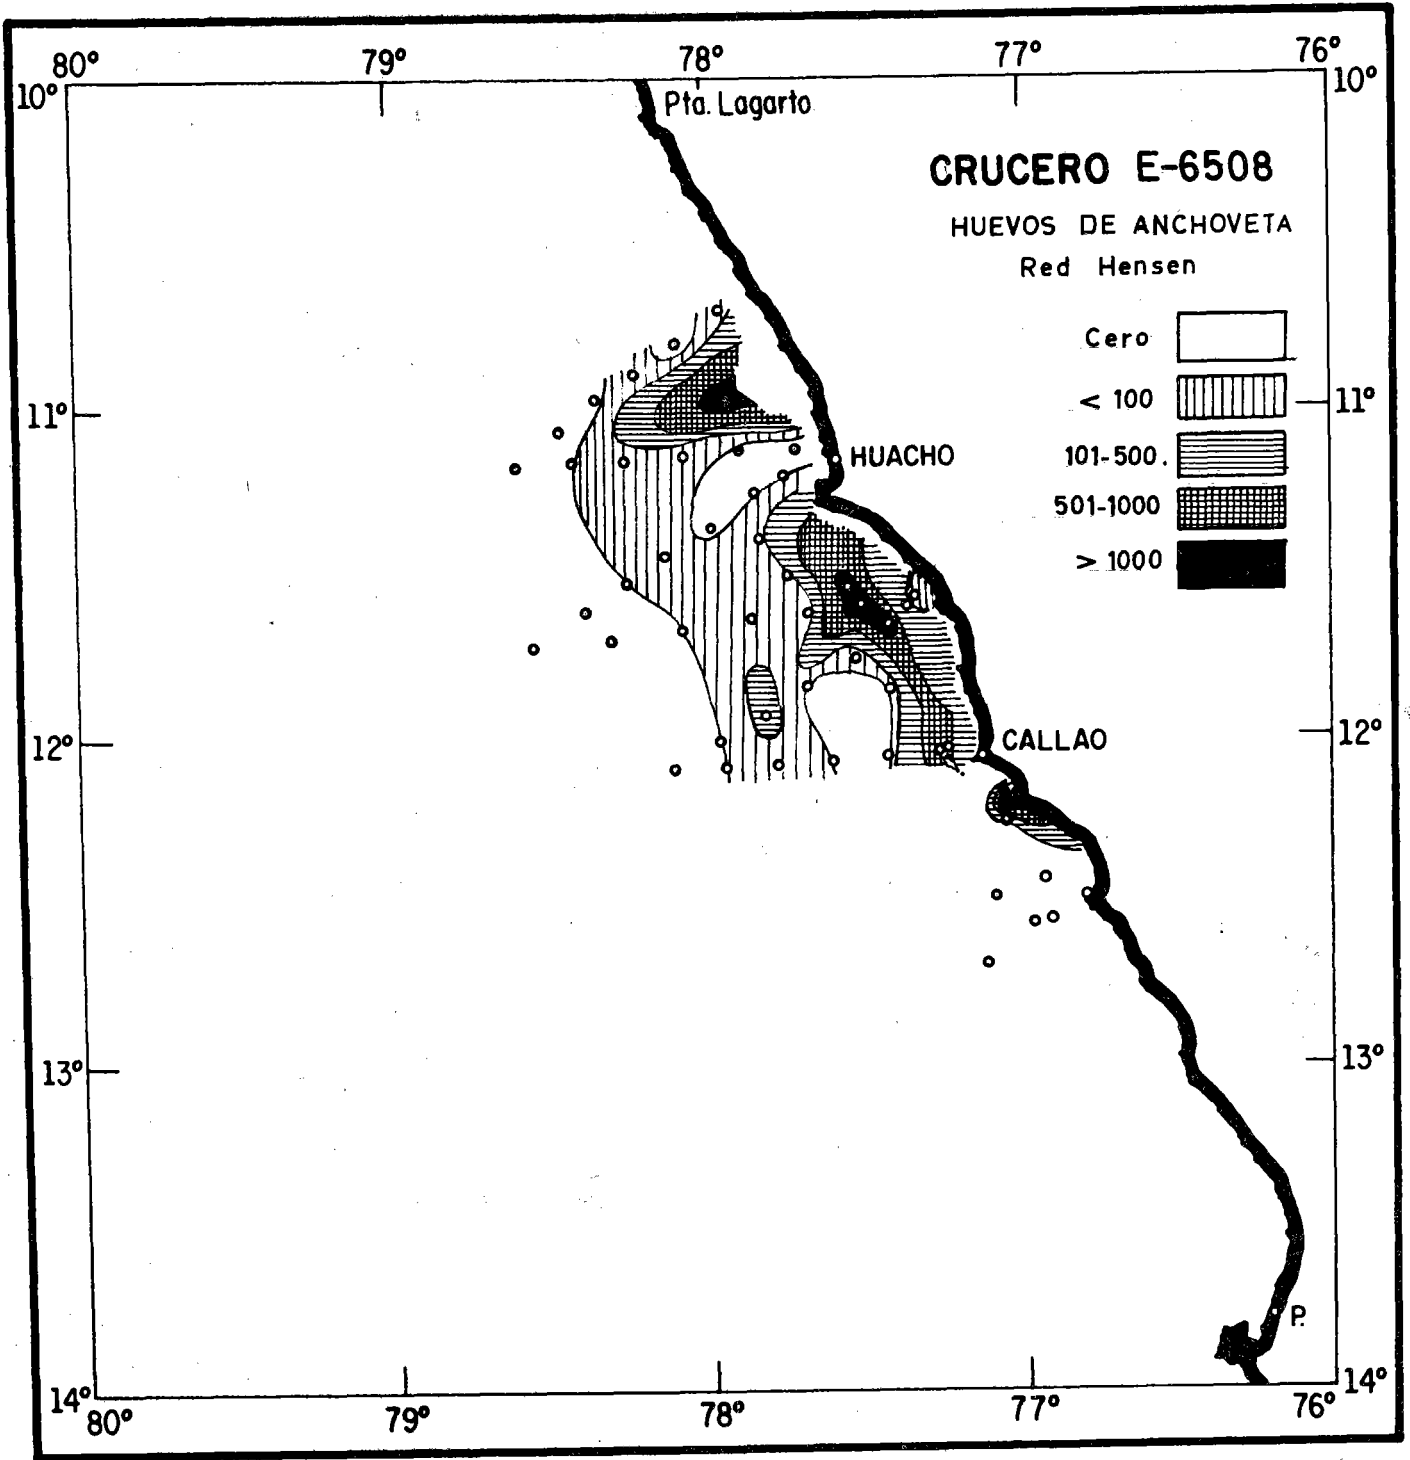 80° 79° 78° 77° 76°
10° 10°
Pta. Lagarto
CRUCERO E-6508
HUEVOS DE ANCHOVETA
Red Hensen
Cero
< 100
11° 11°
101-500.
HUACHO
501-1000
> 1000
12° 12°
CALLAO
13° 13°
P.
14° 14°
80° 79° 78° 77° 76°